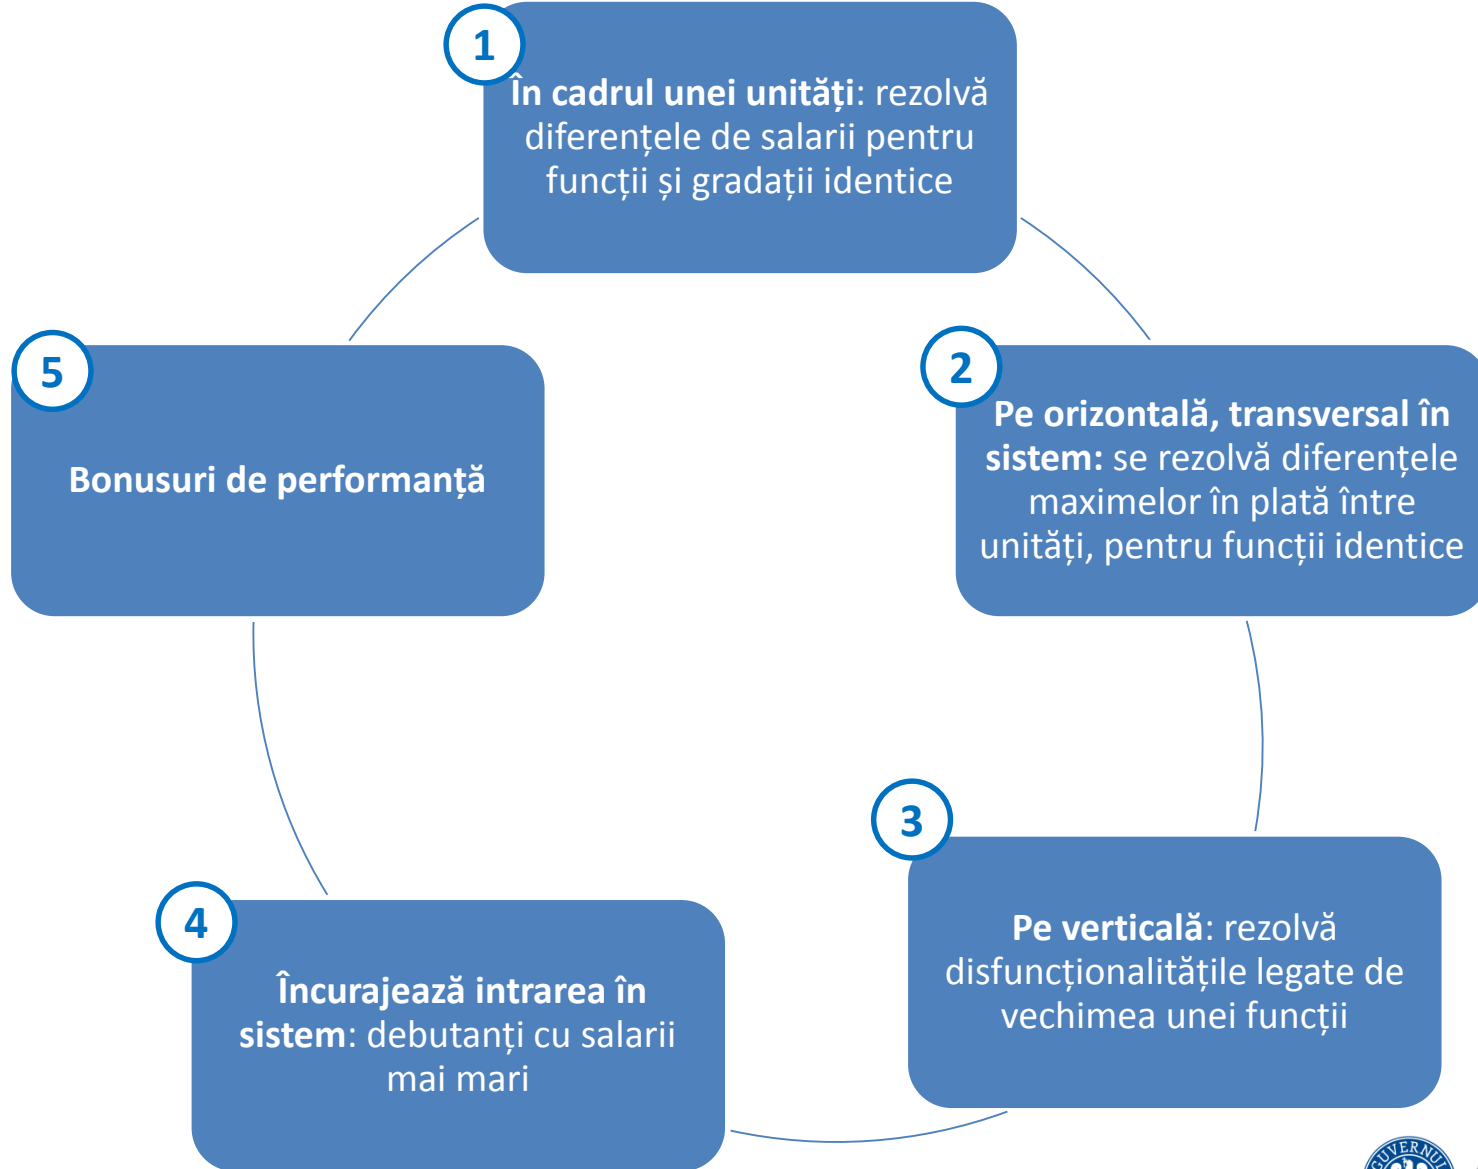 1
În cadrul unei unități: rezolvă
diferențele de salarii pentru
funcții și gradații identice
2
Pe orizontală, transversal în
sistem: se rezolvă diferențele
maximelor în plată între
unități, pentru funcții identice
3
Pe verticală: rezolvă
disfuncționalitățile legate de
vechimea unei funcții
4
Încurajează intrarea în
sistem: debutanți cu salarii
mai mari
5
Bonusuri de performanță